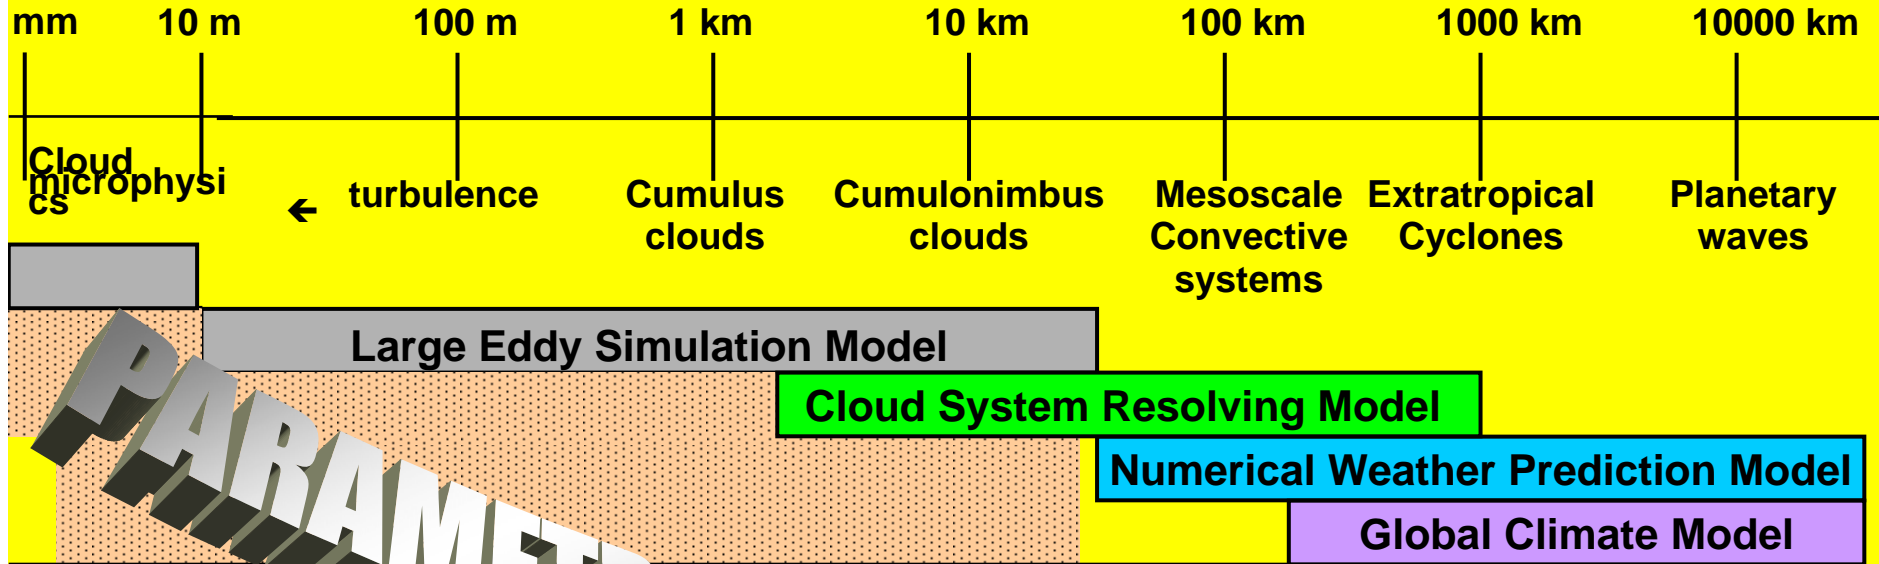 mm 10 m 100 m 1 km 10 km 100 km 1000 km 10000 km
Cloud
microphysi
cs
← turbulence
Cumulus
clouds
Cumulonimbus
clouds
Mesoscale
Convective
systems
Extratropical
Cyclones
Planetary
waves
Large Eddy Simulation Model
Cloud System Resolving Model
Numerical Weather Prediction Model
Global Climate Model